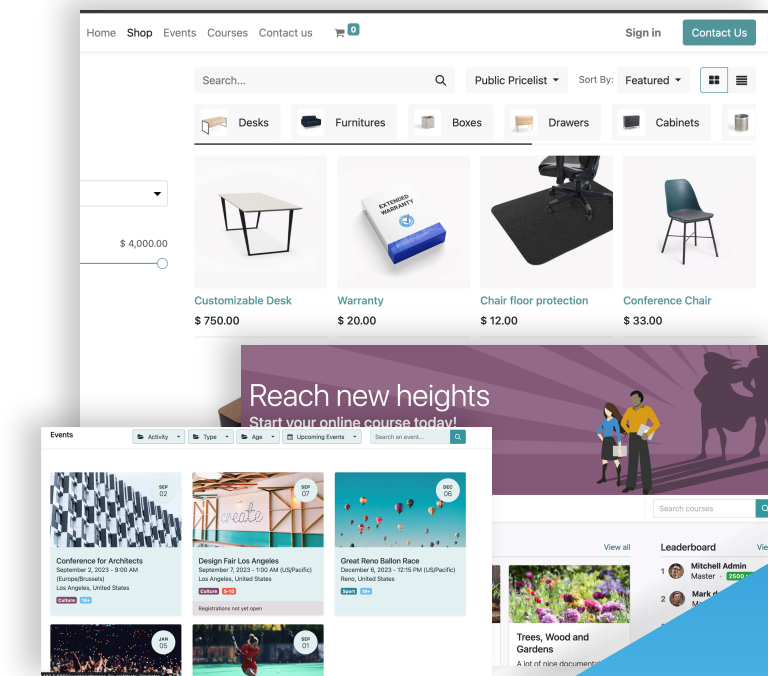 Home Shop Events Courses Contact us 0 Sign in Contact Us
Search... Public Pricelist Sort By: Featured
Desks Furnitures Boxes Drawers Cabinets
EXTENDED
WARRANTY
$ 4,000.00
Customizable Desk Warranty Chair floor protection Conference Chair
$ 750.00 $ 20.00 $ 12.00 $ 33.00
Reach new heights
Start your online course today!
Events Activity Type Age Upcoming Events Search an event...
SEP
02
SEP
07
DEC
06
create
Conference for Architects
September 2, 2023 - 9:00 AM
(Europe/Brussels)
Los Angeles, United States
Culture 18+
Design Fair Los Angeles
September 7, 2023 - 1:00 AM (US/Pacific)
Los Angeles, United States
Culture 5-10
Registrations not yet open
Great Reno Ballon Race
December 6, 2023 - 12:15 PM (US/Pacific)
Reno, United States
Sport 18+
JAN
05
SEP
01
Search courses
View all
Leaderboard
1 Mitchell Admin
Master · 2500
2 Mark
Trees, Wood and
Gardens
A lot of nice